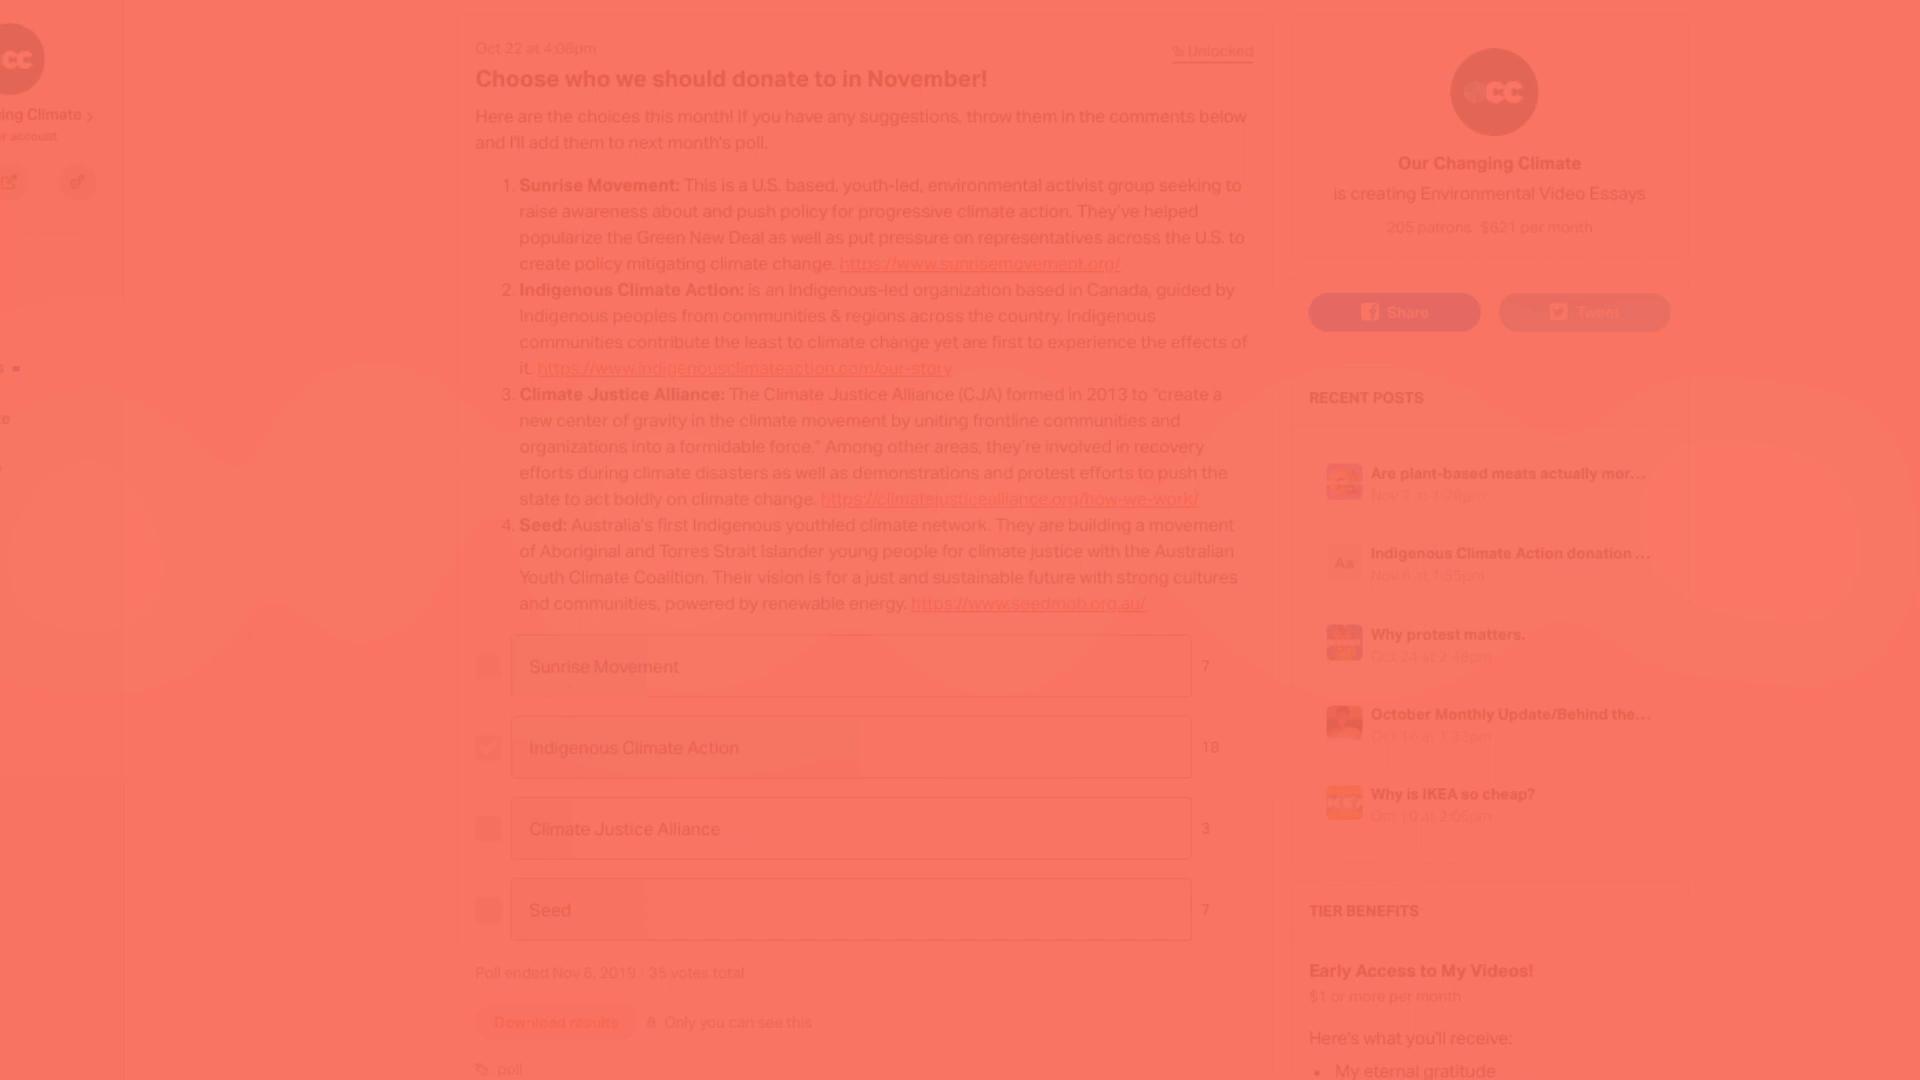 CC
ing Climate
r account
Oct 22 at 4:08pm
Unlocked
Choose who we should donate to in November!
Here are the choices this month! If you have any suggestions, throw them in the comments below
and I'll add them to next month's poll.
1. Sunrise Movement: This is a U.S. based, youth-led, environmental activist group seeking to
raise awareness about and push policy for progressive climate action. They've helped
popularize the Green New Deal as well as put pressure on representatives across the U.S. to
create policy mitigating climate change. https://www.sunrisemovement.org/
2. Indigenous Climate Action: is an Indigenous-led organization based in Canada, guided by
Indigenous peoples from communities & regions across the country. Indigenous
communities contribute the least to climate change yet are first to experience the effects of
it. https://www.indigenousclimateaction.com/our-story
3. Climate Justice Alliance: The Climate Justice Alliance (CJA) formed in 2013 to "create a
new center of gravity in the climate movement by uniting frontline communities and
organizations into a formidable force." Among other areas, they're involved in recovery
efforts during climate disasters as well as demonstrations and protest efforts to push the
state to act boldly on climate change. https://climatejusticealliance.org/how-we-work/
4. Seed: Australia's first Indigenous youthled climate network. They are building a movement
of Aboriginal and Torres Strait Islander young people for climate justice with the Australian
Youth Climate Coalition. Their vision is for a just and sustainable future with strong cultures
and communities, powered by renewable energy. https://www.seedmob.org.au/
Sunrise Movement 7
Indigenous Climate Action 18
Climate Justice Alliance 3
Seed 7
Poll ended Nov 6, 2019 · 35 votes total
Download results Only you can see this
poll
CC
Our Changing Climate
is creating Environmental Video Essays
205 patrons $621 per month
Share Tweet
RECENT POSTS
Are plant-based meats actually mor...
Aa Indigenous Climate Action donation ...
Nov 6 at 1:35pm
Why protest matters.
Oct 24 at 2:48pm
October Monthly Update/Behind the...
Why is IKEA so cheap?
TIER BENEFITS
Early Access to My Videos!
$1 or more per month
Here's what you'll receive:
• My eternal gratitude